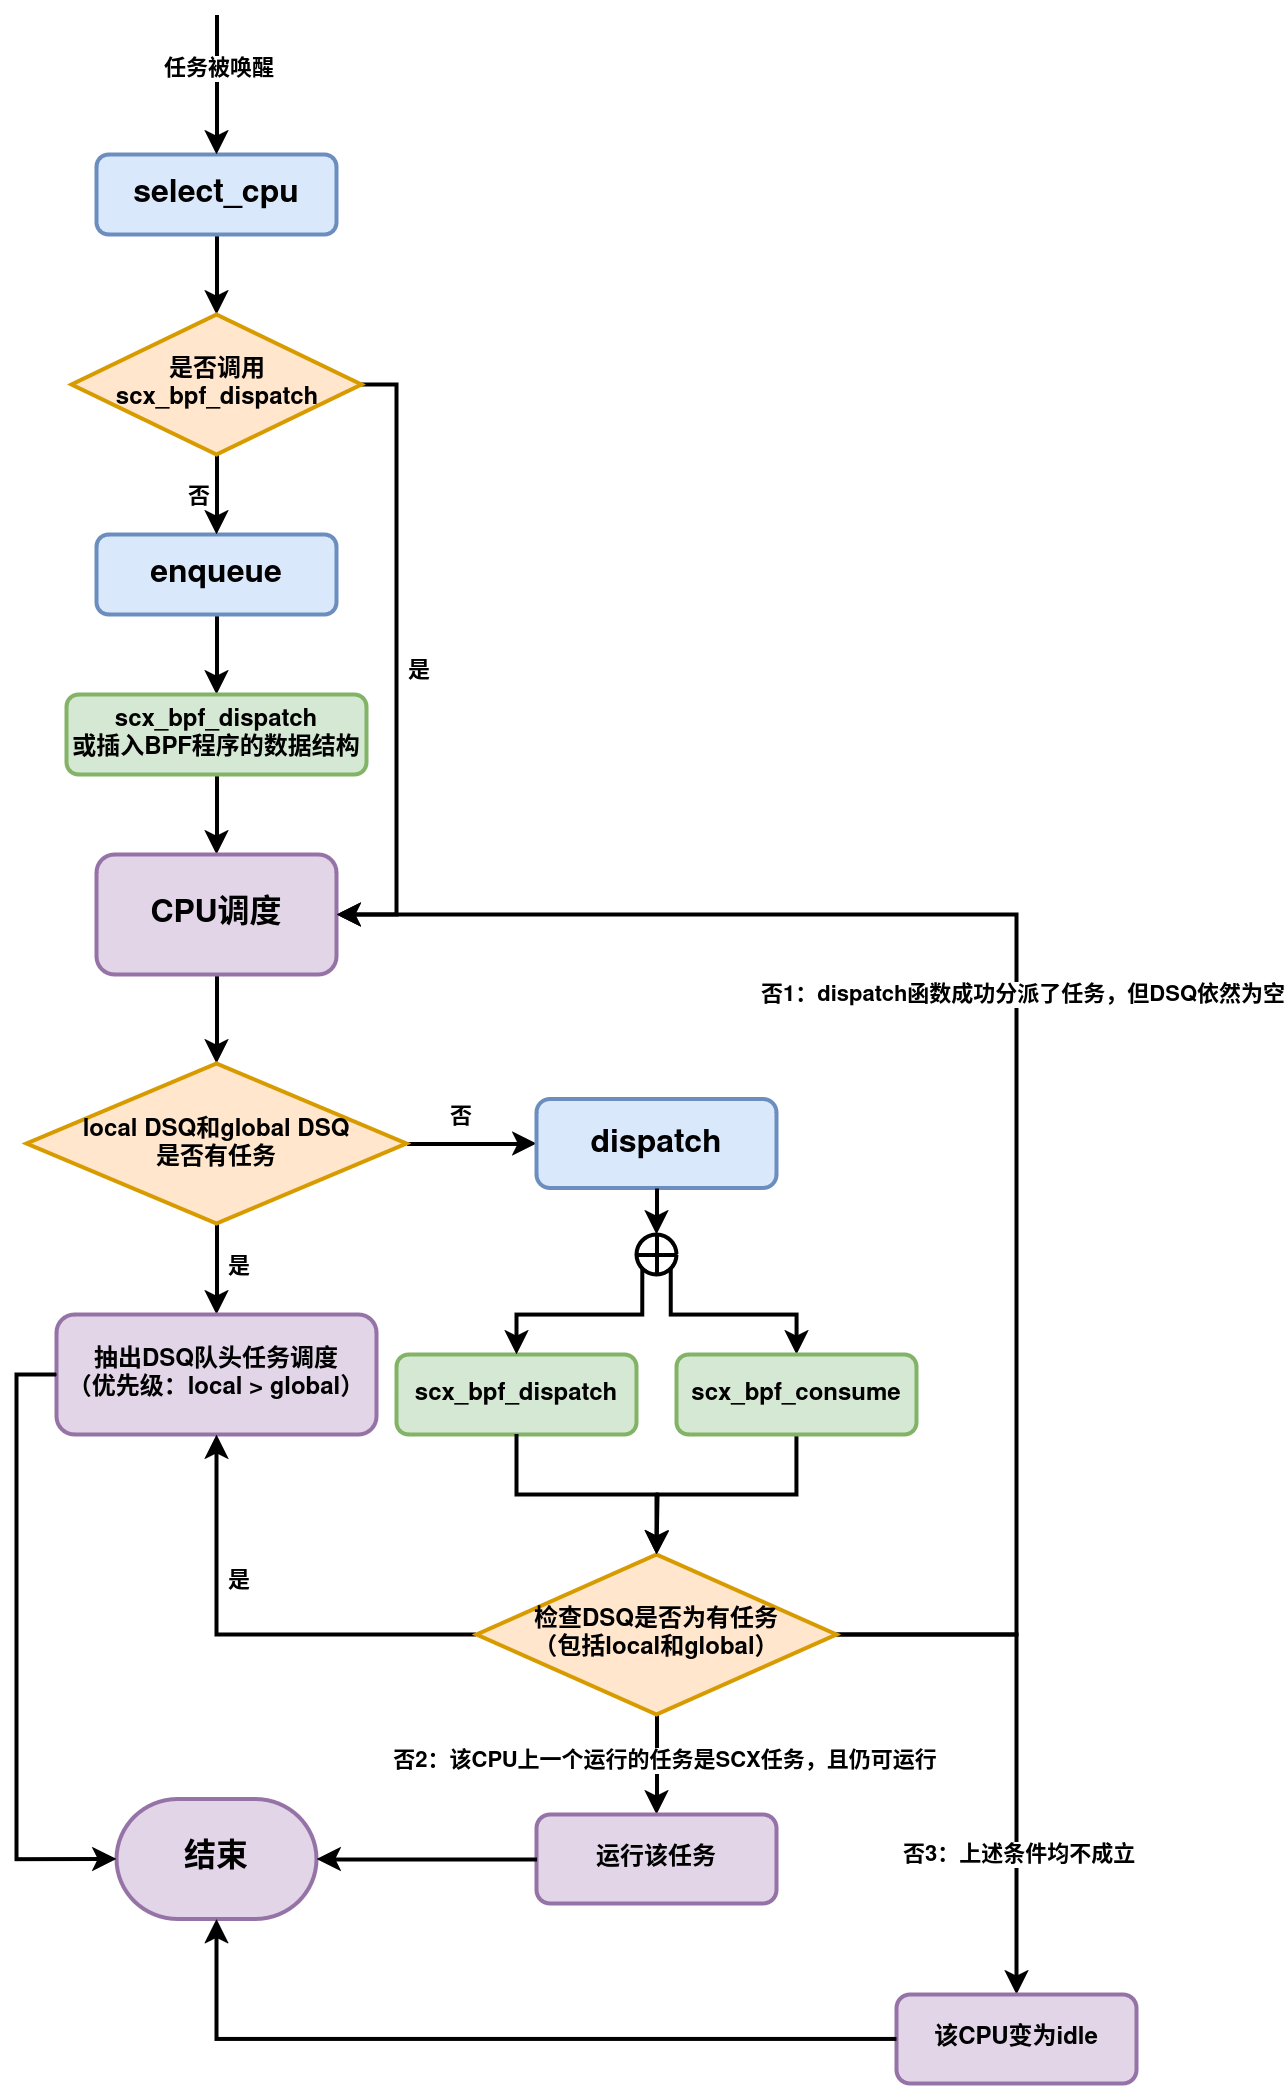 任务被唤醒
select_cpu
是否调用
scx_bpf_dispatch
否
enqueue
是
scx_bpf_dispatch
或插入BPF程序的数据结构
CPU调度
否1：dispatch函数成功分派了任务，但DSQ依然为空
local DSQ和global DSQ
是否有任务
否
dispatch
是
抽出DSQ队头任务调度
（优先级：local > global）
scx_bpf_dispatch
scx_bpf_consume
是
检查DSQ是否为有任务
（包括local和global）
否2：该CPU上一个运行的任务是SCX任务，且仍可运行
结束
运行该任务
否3：上述条件均不成立
该CPU变为idle